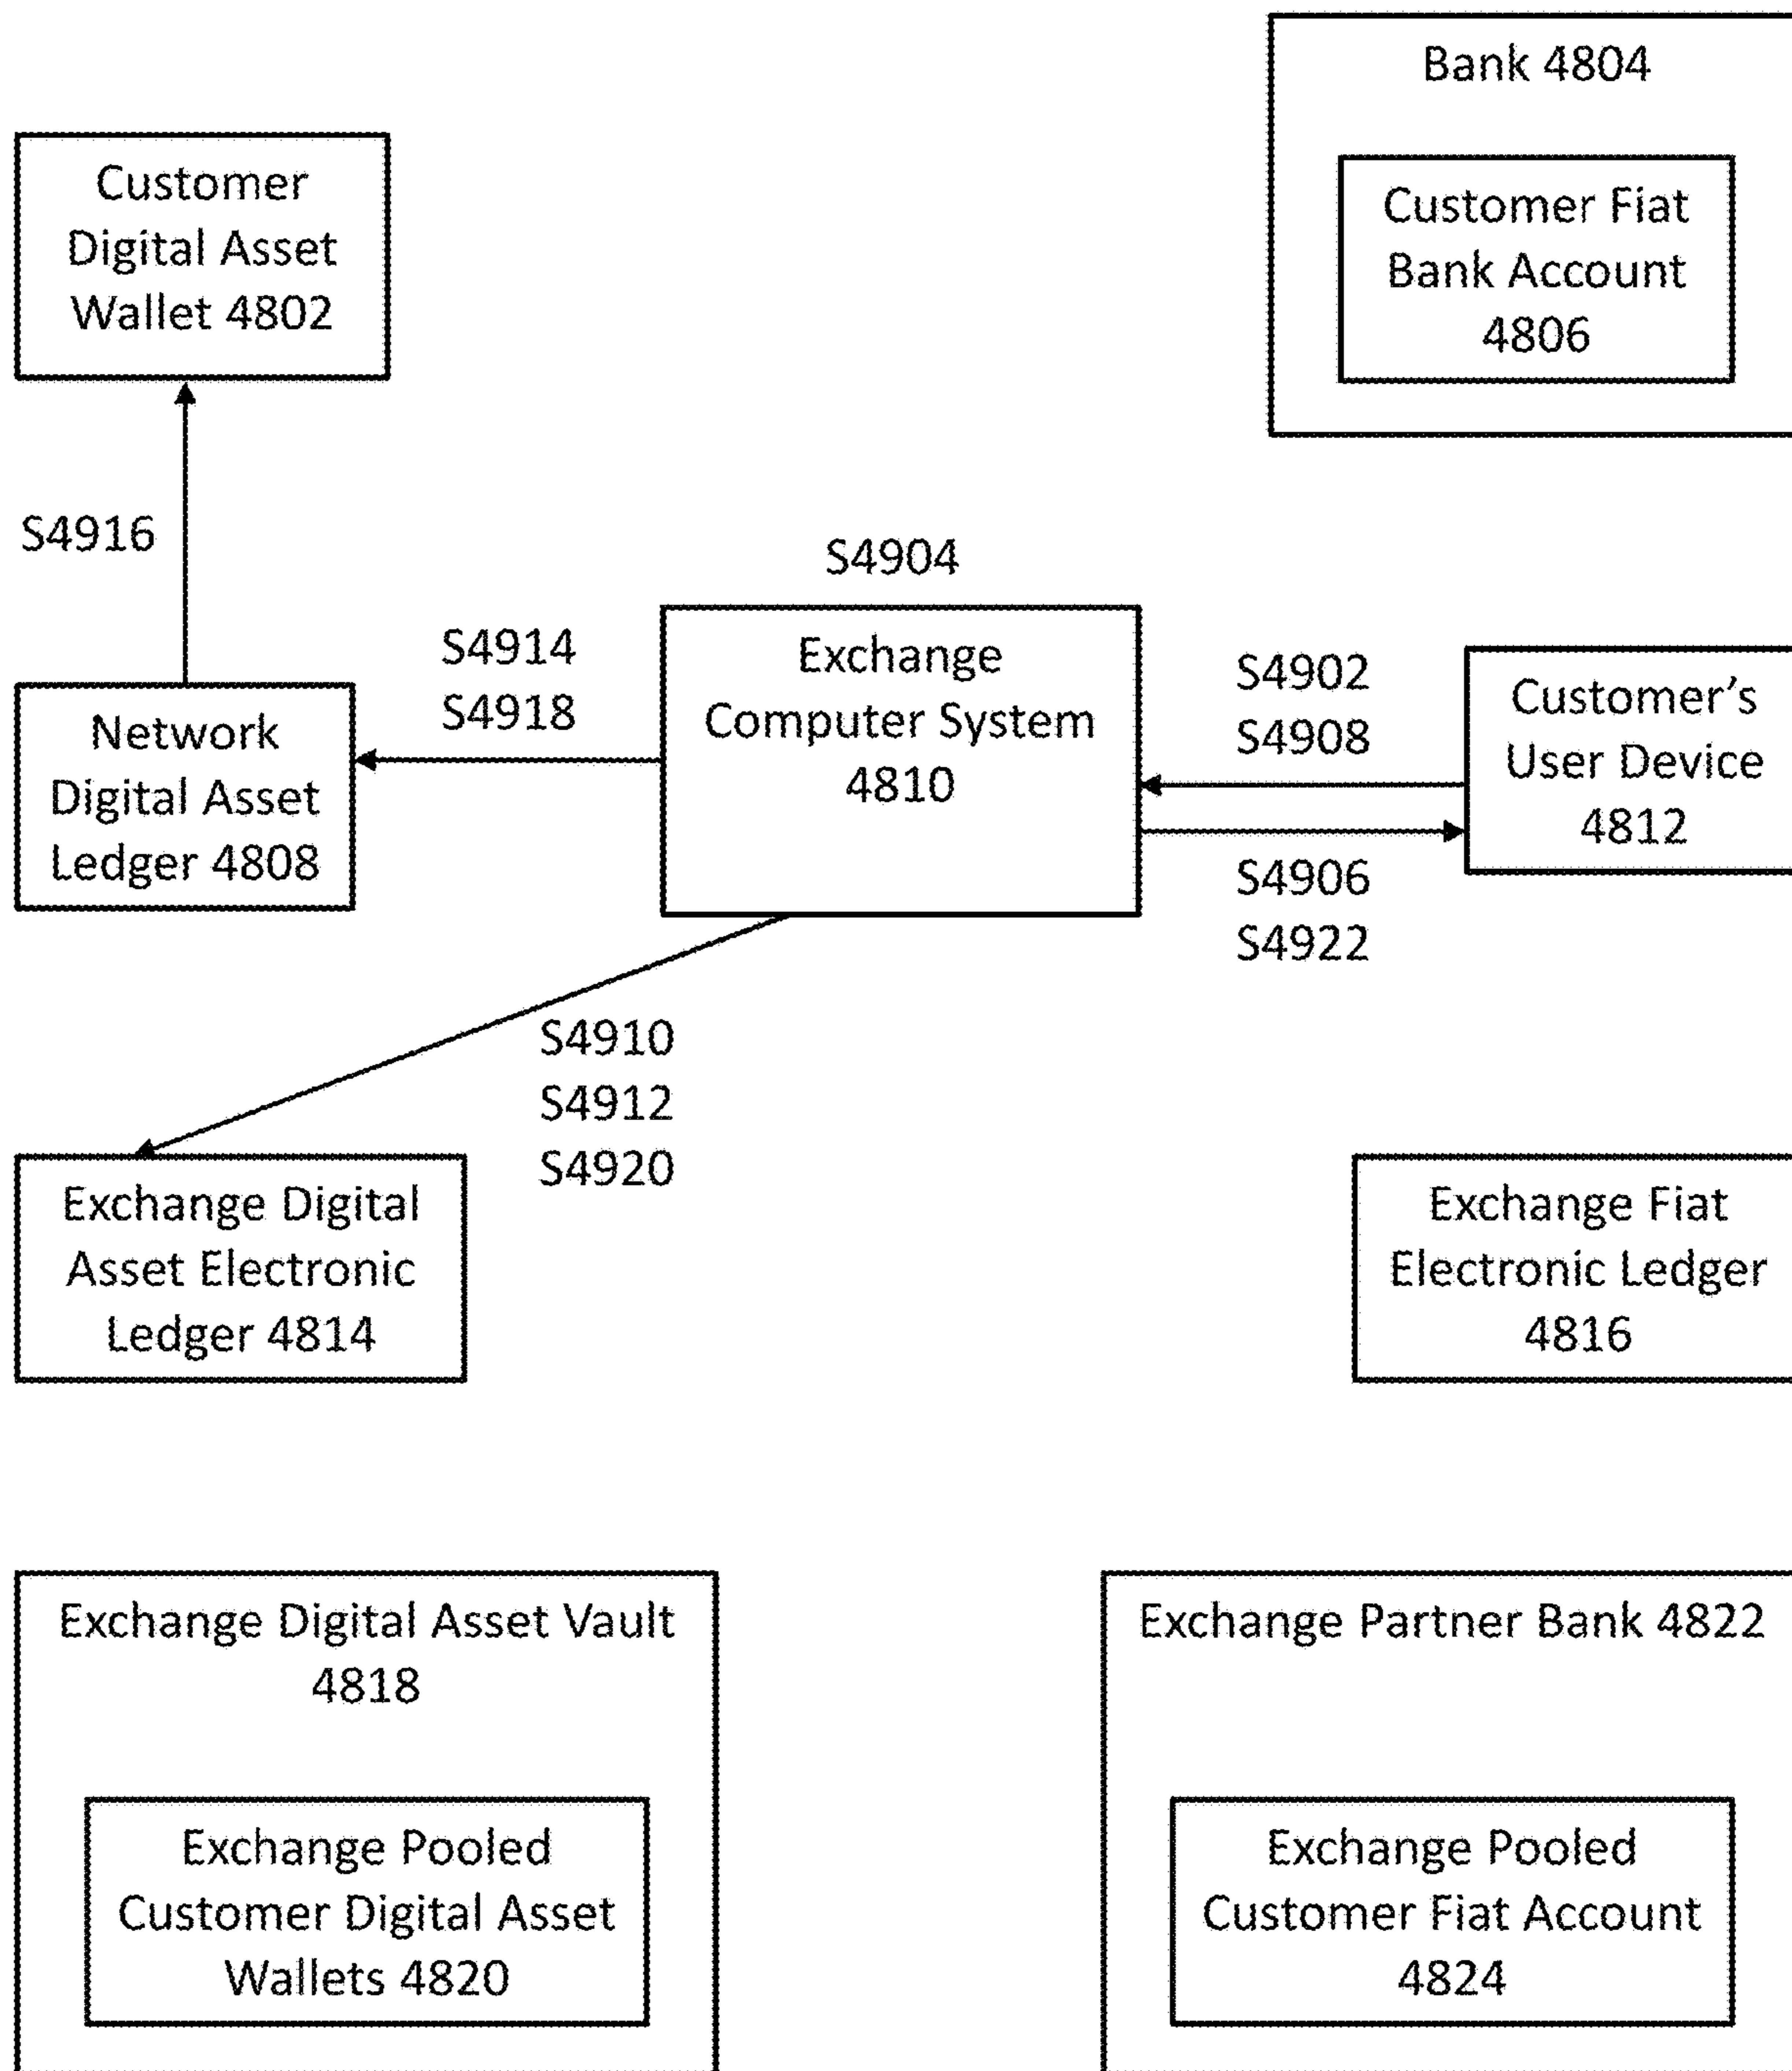 Bank 4804
Customer
Digital Asset
Wallet 4802
Customer Fiat
Bank Account
4806
S4916
S4904
S4914
S4918
Exchange
Computer System
4810
S4902
S4908
Customer’s
User Device
4812
Network
Digital Asset
Ledger 4808
S4906
S4922
S4910
S4912
S4920
Exchange Digital
Asset Electronic
Ledger 4814
Exchange Fiat
Electronic Ledger
4816
Exchange Digital Asset Vault
4818
Exchange Pooled
Customer Digital Asset
Wallets 4820
Exchange Partner Bank 4822
Exchange Pooled
Customer Fiat Account
4824